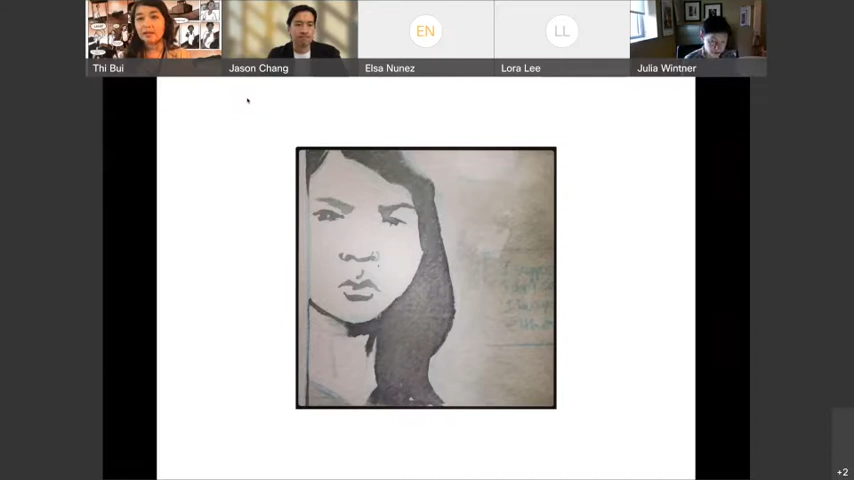 EN
LL
Thi Bui
Jason Chang
Elsa Nunez
Lora Lee
Julia Wintner
+2